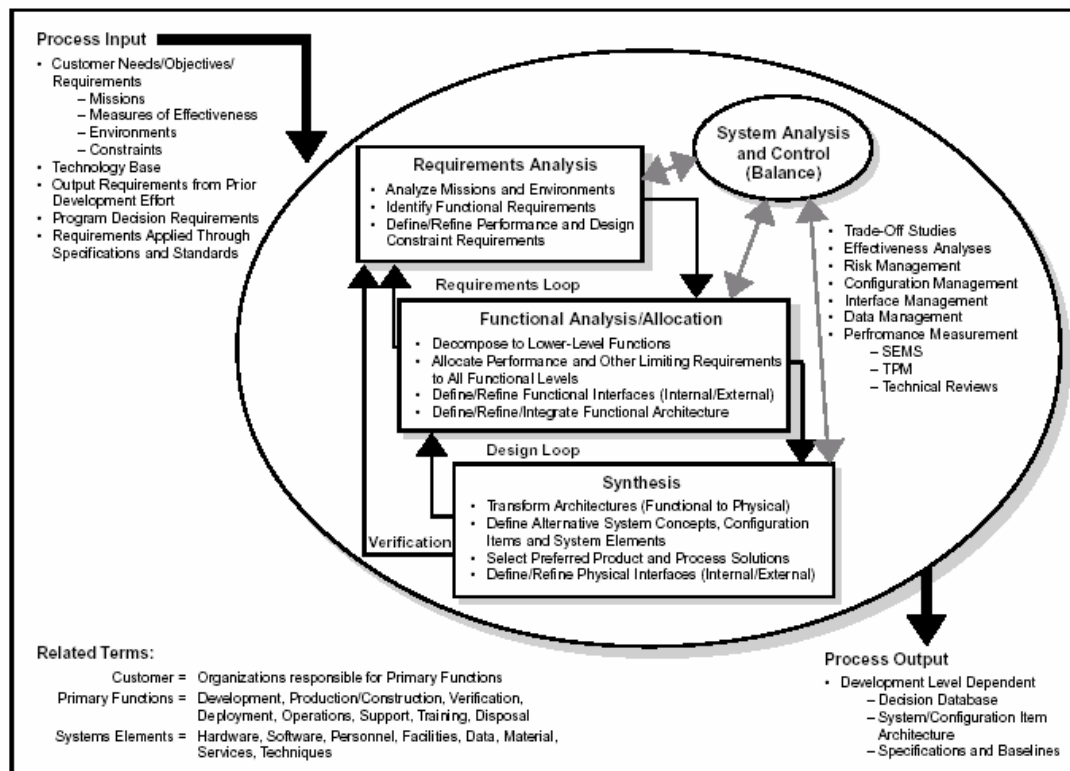 Process Input
• Customer Needs/Objectives/
Requirements
– Missions
– Measures of Effectiveness
– Environments
– Constraints
• Technology Base
• Output Requirements from Prior
Development Effort
• Program Decision Requirements
• Requirements Applied Through
Specifications and Standards
System Analysis
and Control
(Balance)
Requirements Analysis
• Analyze Missions and Environments
• Identify Functional Requirements
• Define/Refine Performance and Design
Constraint Requirements
• Trade-Off Studies
• Effectiveness Analyses
• Risk Management
• Configuration Management
• Interface Management
• Data Management
• Perfromance Measurement
– SEMS
– TPM
– Technical Reviews
Requirements Loop
Functional Analysis/Allocation
• Decompose to Lower-Level Functions
• Allocate Performance and Other Limiting Requirements
to All Functional Levels
• Define/Refine Functional Interfaces (Internal/External)
• Define/Refine/Integrate Functional Architecture
Design Loop
Synthesis
• Transform Architectures (Functional to Physical)
• Define Alternative System Concepts, Configuration
Items and System Elements
• Select Preferred Product and Process Solutions
• Define/Refine Physical Interfaces (Internal/External)
Verification
Related Terms:
Customer = Organizations responsible for Primary Functions
Primary Functions = Development, Production/Construction, Verification,
Deployment, Operations, Support, Training, Disposal
Systems Elements = Hardware, Software, Personnel, Facilities, Data, Material,
Services, Techniques
Process Output
• Development Level Dependent
– Decision Database
– System/Configuration Item
Architecture
– Specifications and Baselines